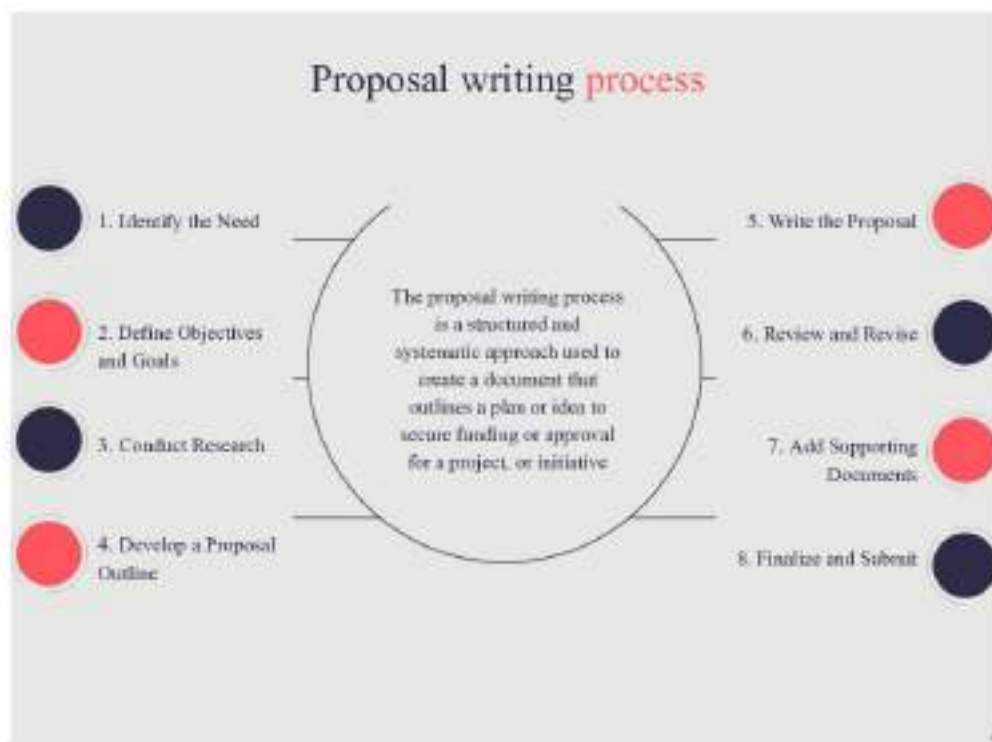 Proposal writing process
1. Identify the Need
2. Define Objectives
and Goals
3. Conduct Research
4. Develop a Proposal
Outline
The proposal writing process
is a structured and
systematic approach used to
create a document that
outlines a plan or idea to
secure funding or approval
for a project, or initiative
5. Write the Proposal
6. Review and Revise
7. Add Supporting
Documents
8. Finalize and Submit